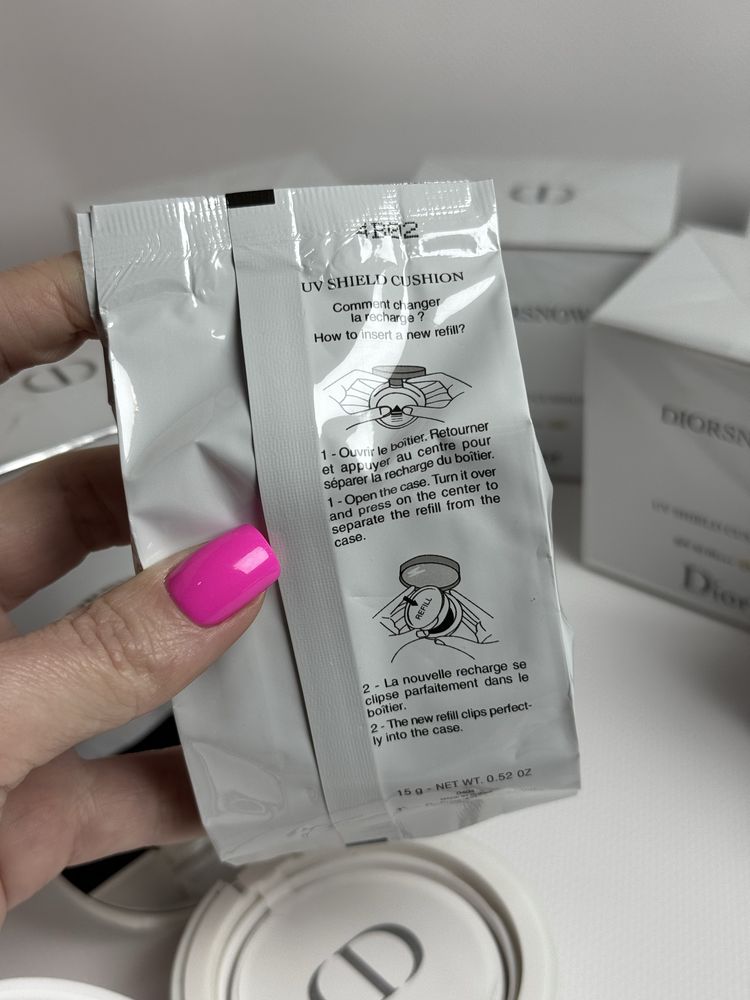 4B02
UV SHIELD CUSHION
Comment changer
la recharge ?
How to insert a new refill?
1 - Ouvrir le boîtier. Retourner
et appuyer au centre pour
séparer la recharge du boîtier.
1 - Open the case. Turn it over
and press on the center to
separate the refill from the
case.
REFILL
2 - La nouvelle recharge se
clipse parfaitement dans le
boîtier.
2 - The new refill clips perfect-
ly into the case.
15 g - NET WT. 0.52 OZ
DIORSN
UV SHIELD CUS
Dior